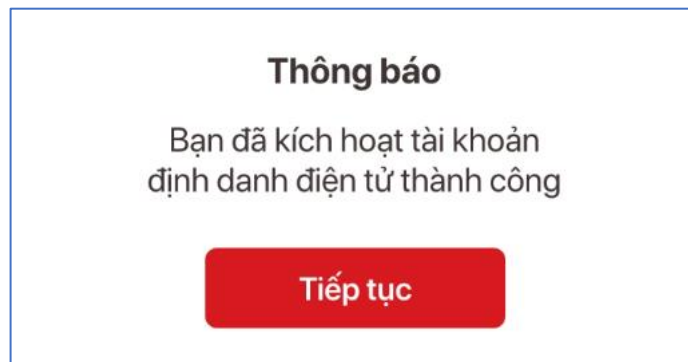 Thông báo
Bạn đã kích hoạt tài khoản
định danh điện tử thành công
Tiếp tục